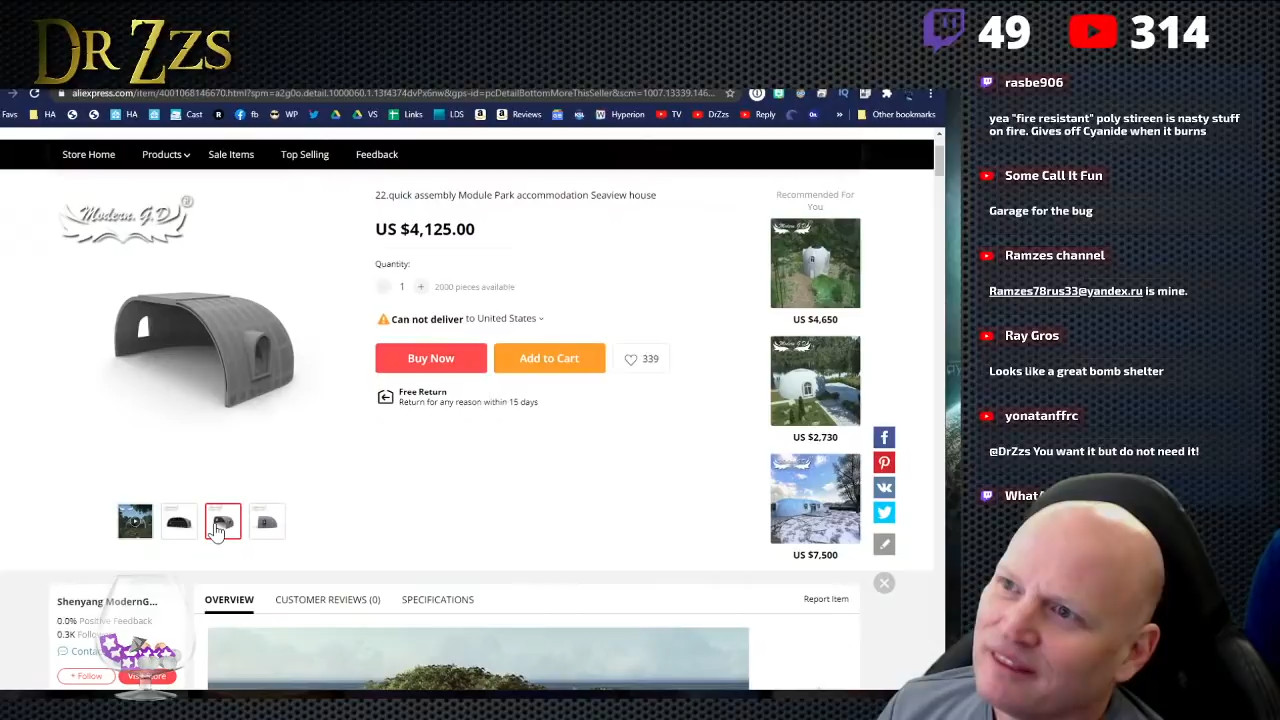 DR ZZS
49
314
aliexpress.com/item/4001068146670.html?spm=a2g0o.detail.1000060.1.13f4374dvPx6nw&gps-id=pcDetailBottomMoreThisSeller&scm=1007.13339.146...
Favs
HA
HA
Cast
fb
WP
VS
Links
LDS
Reviews
Hyperion
TV
DrZzs
Reply
Other bookmarks
Store Home
Products
Sale Items
Top Selling
Feedback
Modern.G.D
22.quick assembly Module Park accommodation Seaview house
US $4,125.00
Quantity:
1
2000 pieces available
Can not deliver to United States
Buy Now
Add to Cart
339
Free Return
Return for any reason within 15 days
Recommended For
You
US $4,650
US $2,730
US $7,500
Shenyang ModernG...
0.0% Positive Feedback
+ Follow
OVERVIEW
CUSTOMER REVIEWS (0)
SPECIFICATIONS
Report Item
rasbe906
yea "fire resistant" poly stireen is nasty stuff
on fire. Gives off Cyanide when it burns
Some Call It Fun
Garage for the bug
Ramzes channel
Ramzes78rus33@yandex.ru is mine.
Ray Gros
Looks like a great bomb shelter
yonatanffrc
@DrZzs You want it but do not need it!